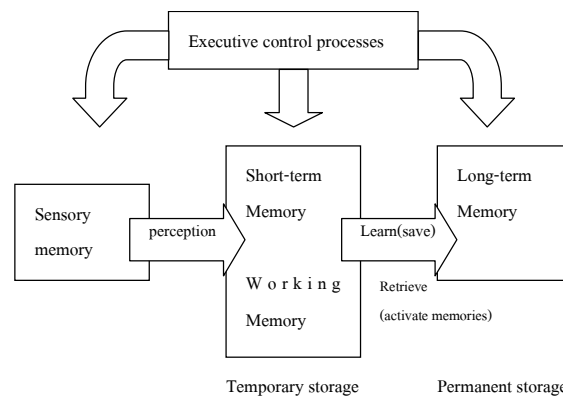 Executive control processes
Sensory
memory
perception
Short-term
Memory
W o r k i n g
Memory
Learn(save)
Retrieve
(activate memories)
Long-term
Memory
Temporary storage
Permanent storage